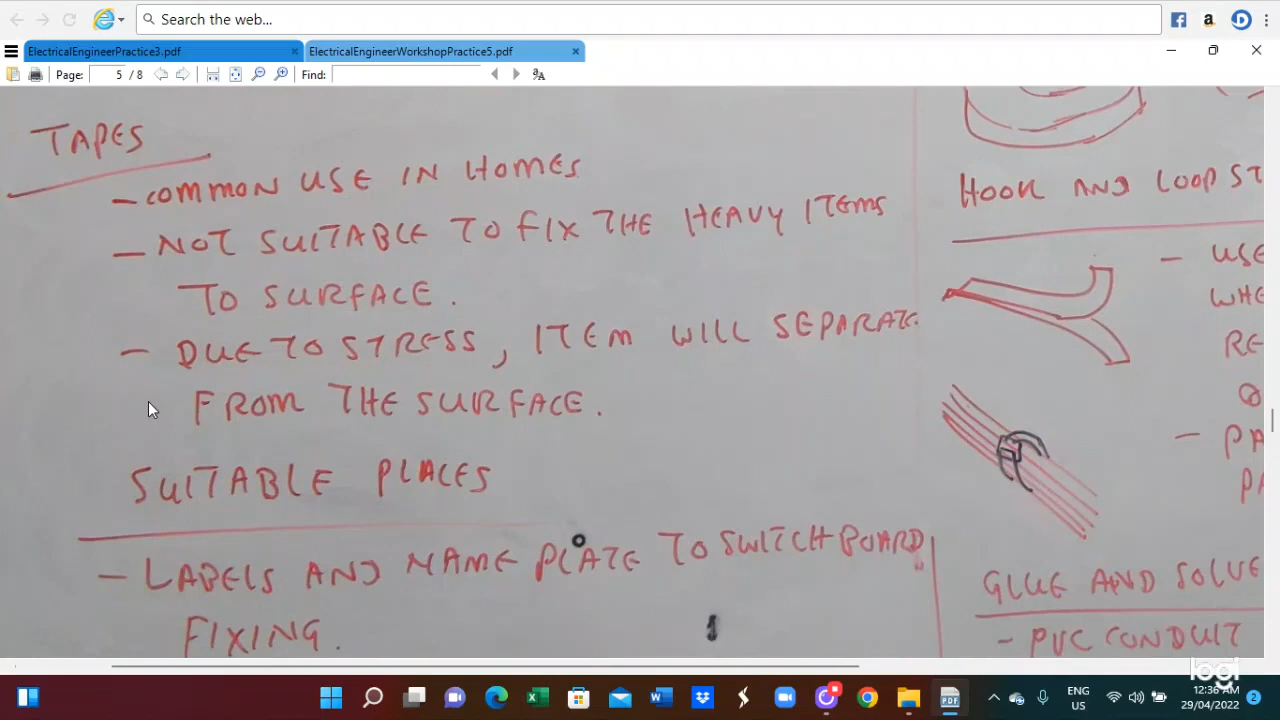 Search the web...
ElectricalEngineerPractice3.pdf
ElectricalEngineerWorkshopPractice5.pdf
Page: 5 / 8
Find:
TAPES
- COMMON USE IN HOMES
- NOT SUITABLE TO FIX THE HEAVY ITEMS
TO SURFACE.
- DUE TO STRESS, ITEM WILL SEPARATE
FROM THE SURFACE.
SUITABLE PLACES
- LABELS AND NAME PLATE TO SWITCH BOARD
FIXING.
HOOK AND LOOP ST
- USE
WHE
RE
O
- PA
PA
GLUE AND SOLVE
- PVC CONDUIT
logi
ENG
US
12:36 AM
29/04/2022
2